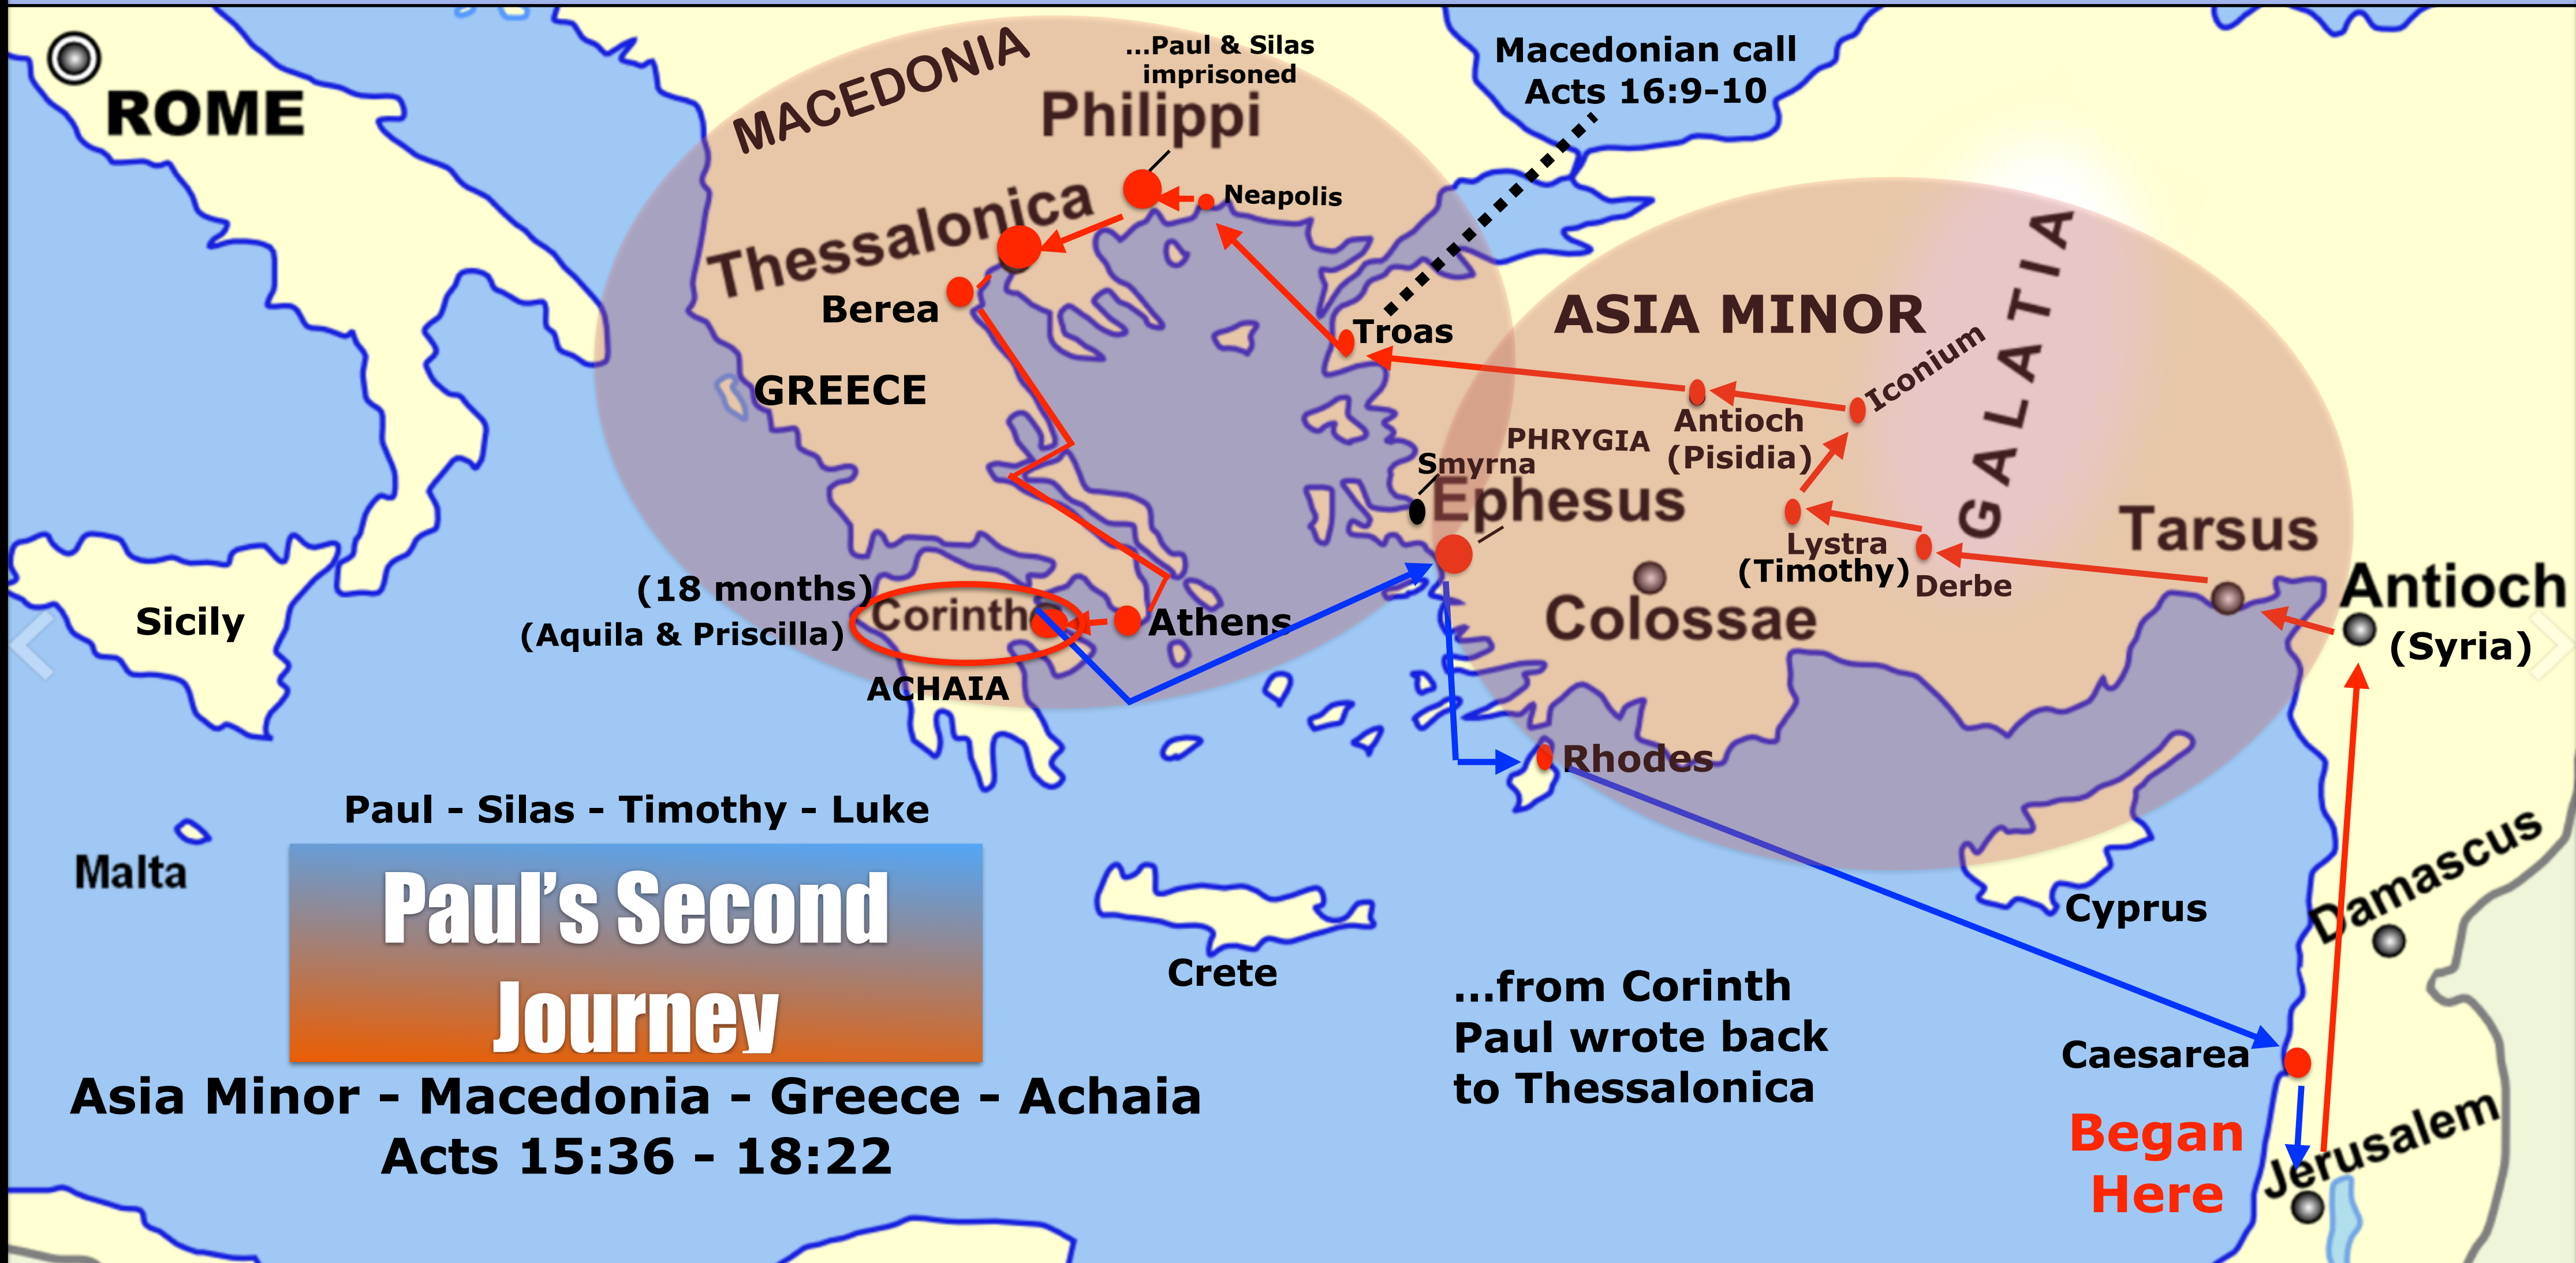 ROME
MACEDONIA
...Paul & Silas
imprisoned
Philippi
Macedonian call
Acts 16:9-10
Neapolis
Thessalonica
Berea
Troas
ASIA MINOR
GALATIA
Iconium
GREECE
Antioch
(Pisidia)
PHRYGIA
Smyrna
Ephesus
Lystra
(Timothy)
Derbe
Tarsus
Antioch
(Syria)
Colossae
Sicily
(18 months)
(Aquila & Priscilla)
Corinth
Athens
ACHAIA
Rhodes
Paul - Silas - Timothy - Luke
Malta
Paul’s Second
Journey
Asia Minor - Macedonia - Greece - Achaia
Acts 15:36 - 18:22
Crete
Cyprus
Damascus
...from Corinth
Paul wrote back
to Thessalonica
Caesarea
Began
Here
Jerusalem